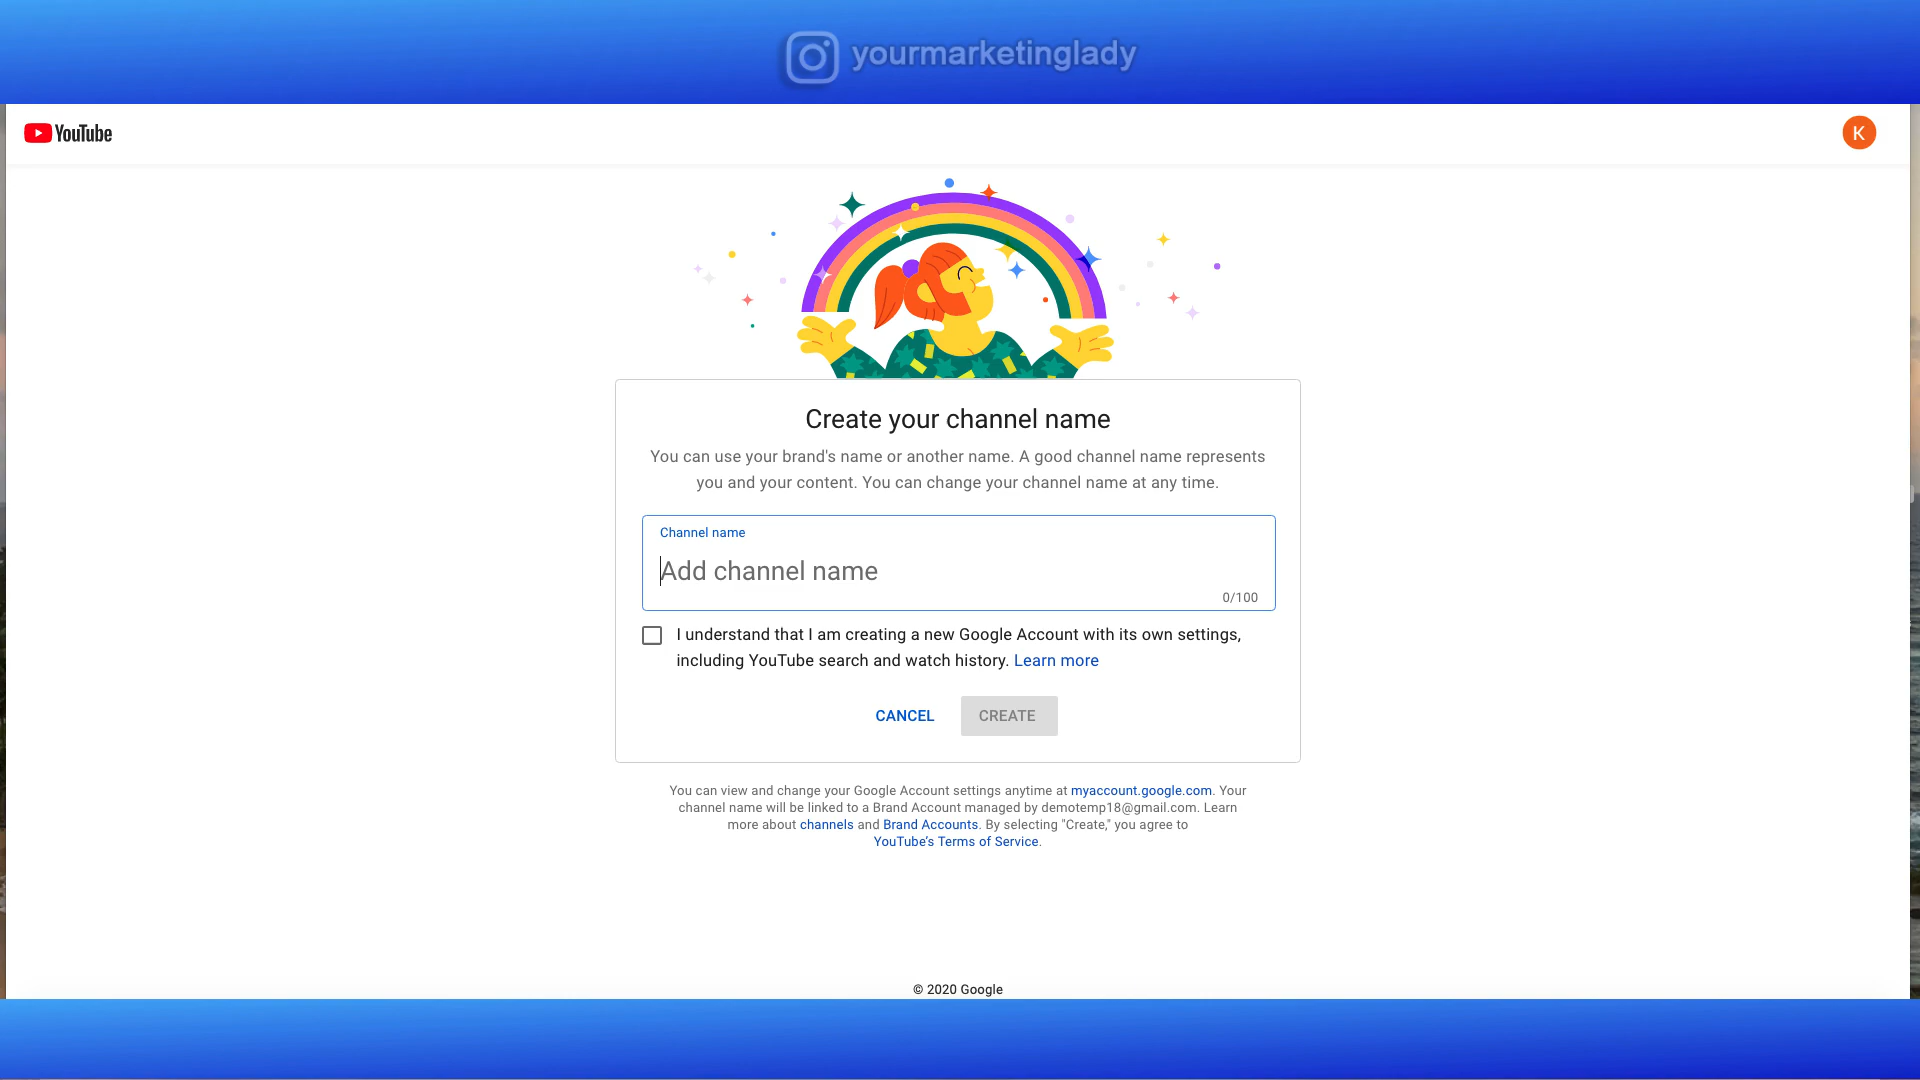 yourmarketinglady
YouTube
K
Create your channel name
You can use your brand's name or another name. A good channel name represents
you and your content. You can change your channel name at any time.
Channel name
Add channel name
0/100
I understand that I am creating a new Google Account with its own settings,
including YouTube search and watch history. Learn more
CANCEL CREATE
You can view and change your Google Account settings anytime at myaccount.google.com. Your
channel name will be linked to a Brand Account managed by demotemp18@gmail.com. Learn
more about channels and Brand Accounts. By selecting "Create," you agree to
YouTube's Terms of Service.
© 2020 Google